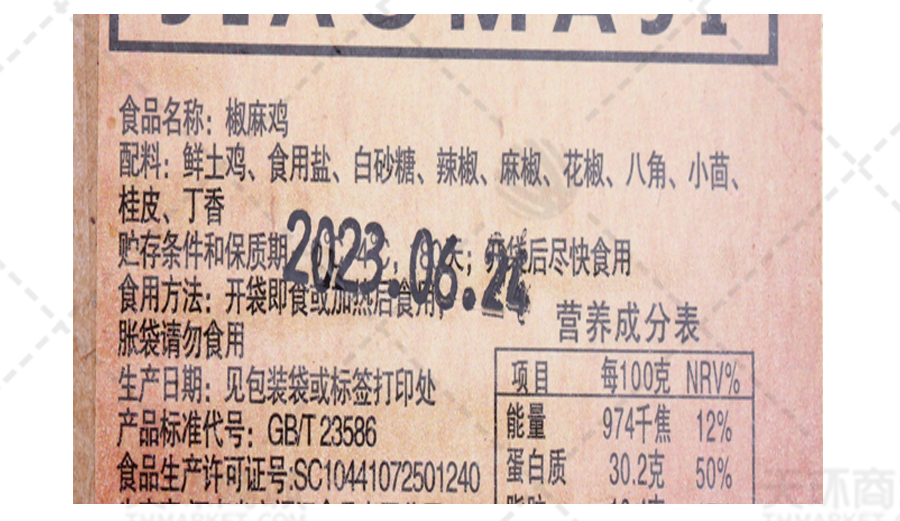 JIAOMAJI
食品名称：椒麻鸡
配料：鲜土鸡、食用盐、白砂糖、辣椒、麻椒、花椒、八角、小茴、
桂皮、丁香
贮存条件和保质期
后尽快食用
2023.06.24
食用方法：开袋即食或加热后食用，
胀袋请勿食用
生产日期：见包装袋或标签打印处
产品标准代号：GB/T 23586
食品生产许可证号:SC10441072501240
营养成分表
项目 每100克 NRV%
能量 974千焦 12%
蛋白质 30.2克 50%